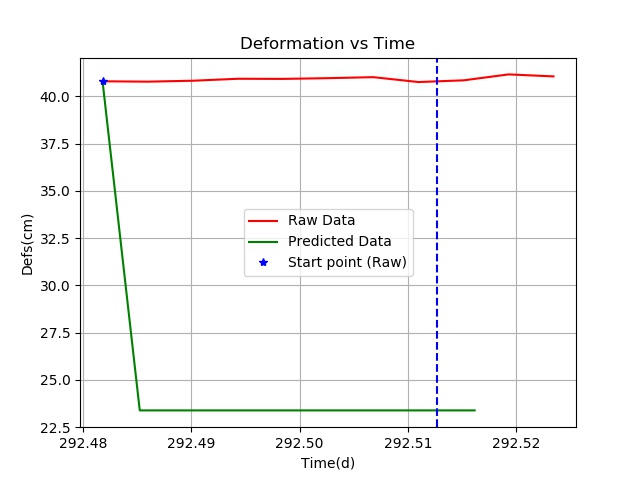 Deformation vs Time
Defs(cm)
40.0
37.5
35.0
32.5
30.0
27.5
25.0
22.5
Raw Data
Predicted Data
Start point (Raw)
292.48 292.49 292.50 292.51 292.52
Time(d)